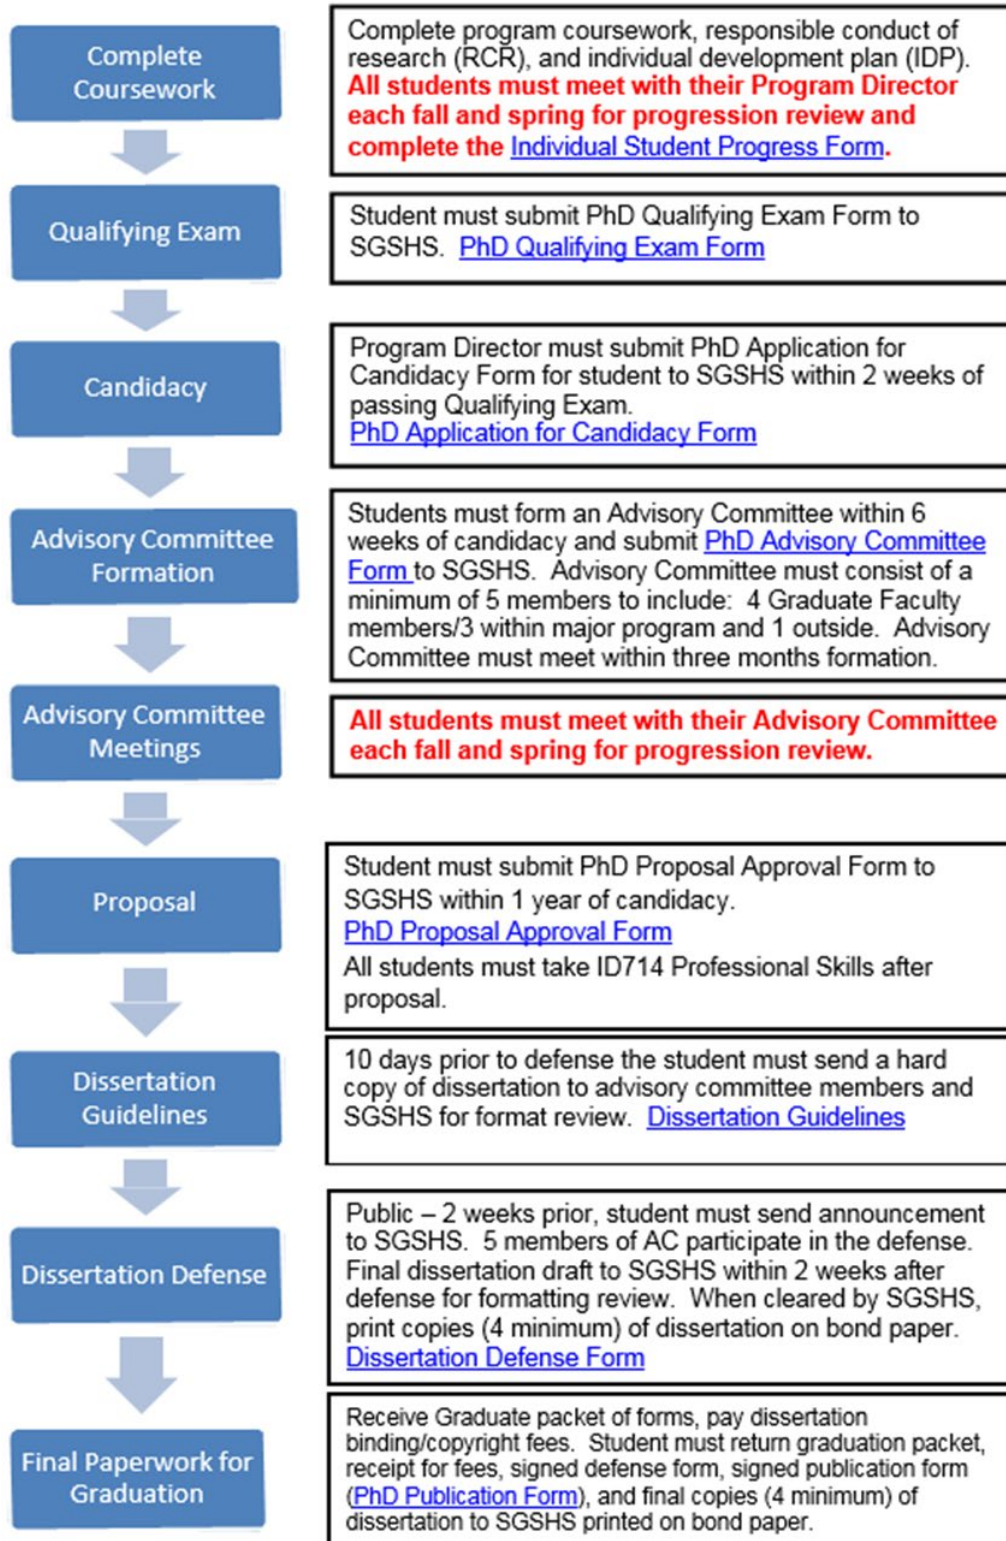 Complete
Coursework
Complete program coursework, responsible conduct of
research (RCR), and individual development plan (IDP).
All students must meet with their Program Director
each fall and spring for progression review and
complete the Individual Student Progress Form.
Qualifying Exam
Student must submit PhD Qualifying Exam Form to
SGSHS. PhD Qualifying Exam Form
Candidacy
Program Director must submit PhD Application for
Candidacy Form for student to SGSHS within 2 weeks of
passing Qualifying Exam.
PhD Application for Candidacy Form
Advisory Committee
Formation
Students must form an Advisory Committee within 6
weeks of candidacy and submit PhD Advisory Committee
Form to SGSHS. Advisory Committee must consist of a
minimum of 5 members to include: 4 Graduate Faculty
members/3 within major program and 1 outside. Advisory
Committee must meet within three months formation.
Advisory Committee
Meetings
All students must meet with their Advisory Committee
each fall and spring for progression review.
Proposal
Student must submit PhD Proposal Approval Form to
SGSHS within 1 year of candidacy.
PhD Proposal Approval Form
All students must take ID714 Professional Skills after
proposal.
Dissertation
Guidelines
10 days prior to defense the student must send a hard
copy of dissertation to advisory committee members and
SGSHS for format review. Dissertation Guidelines
Dissertation Defense
Public – 2 weeks prior, student must send announcement
to SGSHS. 5 members of AC participate in the defense.
Final dissertation draft to SGSHS within 2 weeks after
defense for formatting review. When cleared by SGSHS,
print copies (4 minimum) of dissertation on bond paper.
Dissertation Defense Form
Final Paperwork for
Graduation
Receive Graduate packet of forms, pay dissertation
binding/copyright fees. Student must return graduation packet,
receipt for fees, signed defense form, signed publication form
(PhD Publication Form), and final copies (4 minimum) of
dissertation to SGSHS printed on bond paper.